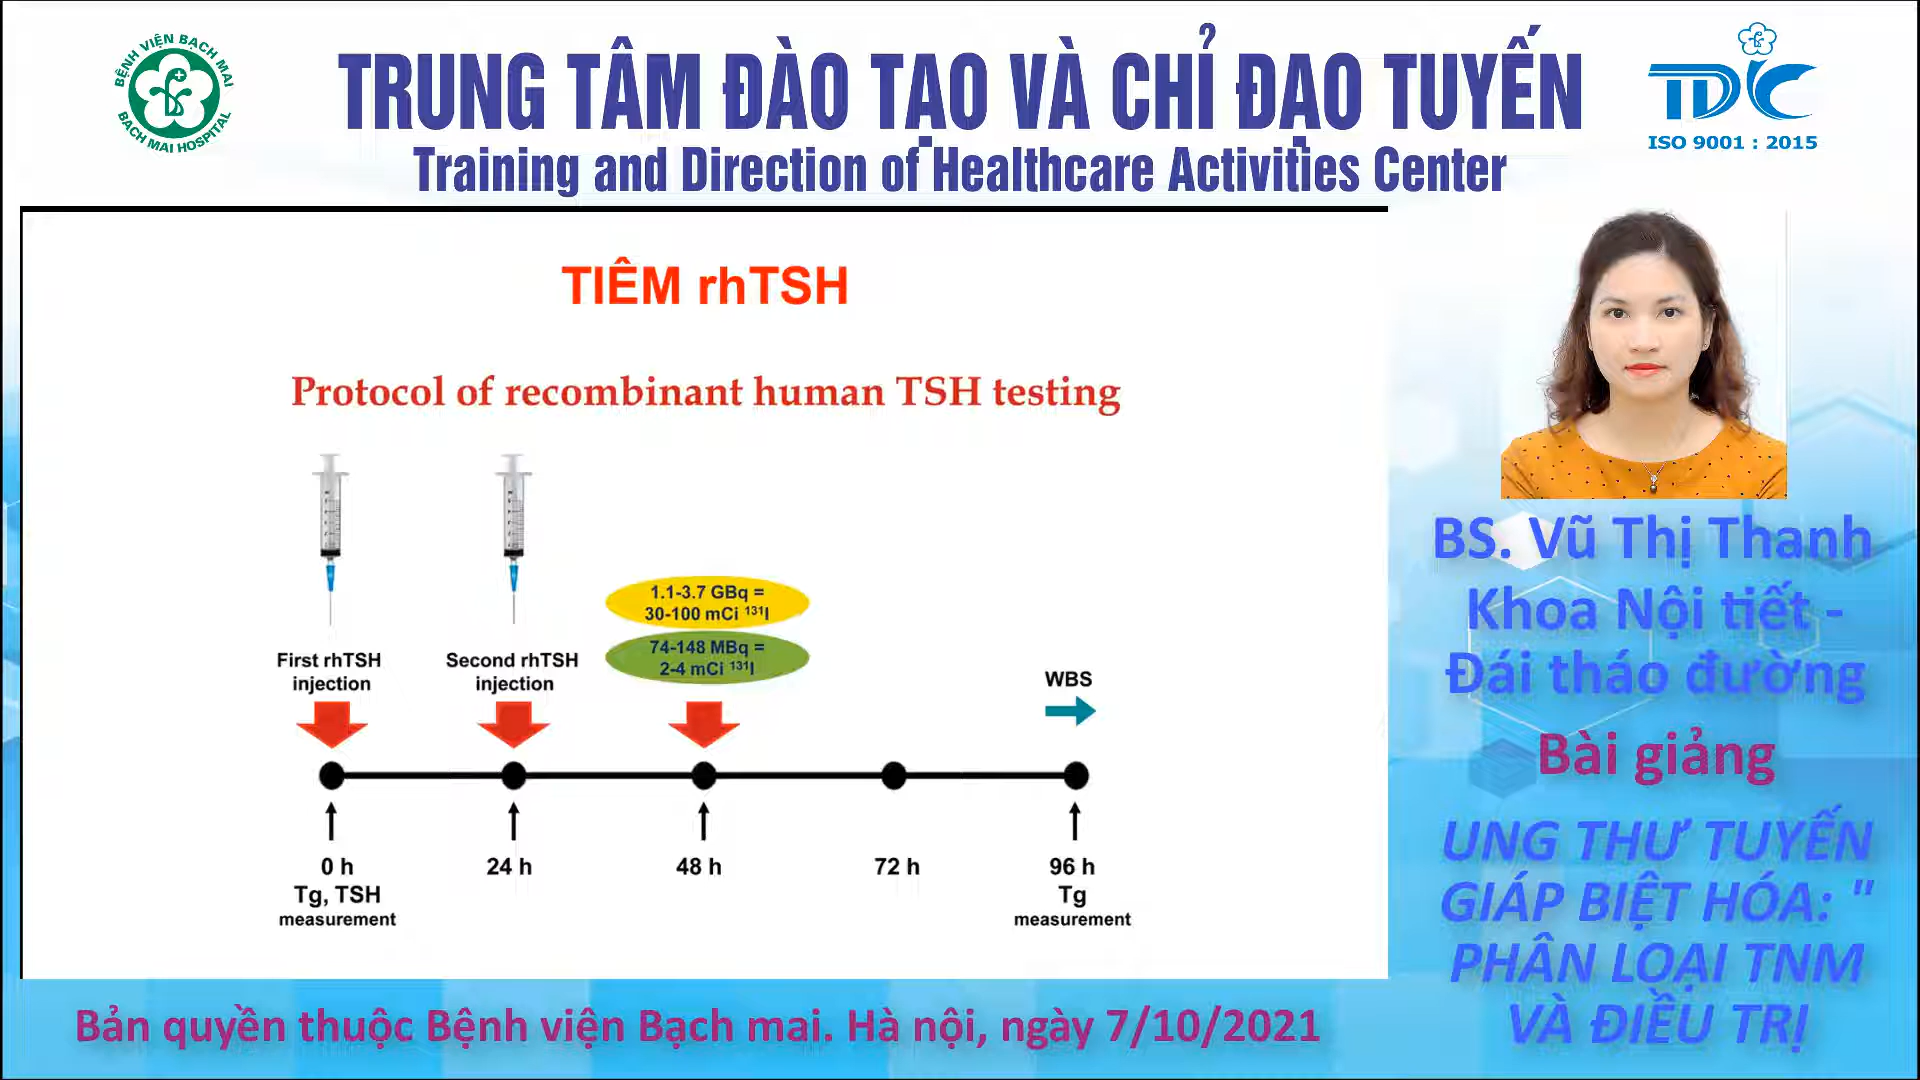 BỆNH VIỆN BẠCH MAI
BACH MAI HOSPITAL
TRUNG TÂM ĐÀO TẠO VÀ CHỈ ĐẠO TUYẾN
Training and Direction of Healthcare Activities Center
TDC
ISO 9001 : 2015
TIÊM rhTSH
Protocol of recombinant human TSH testing
1.1-3.7 GBq =
30-100 mCi ¹³¹I
74-148 MBq =
2-4 mCi ¹³¹I
First rhTSH
injection
Second rhTSH
injection
WBS
0 h
Tg, TSH
measurement
24 h
48 h
72 h
96 h
Tg
measurement
BS. Vũ Thị Thanh
Khoa Nội tiết -
Đái tháo đường
Bài giảng
UNG THƯ TUYẾN
GIÁP BIỆT HÓA: "
PHÂN LOẠI TNM
VÀ ĐIỀU TRỊ
Bản quyền thuộc Bệnh viện Bạch mai. Hà nội, ngày 7/10/2021